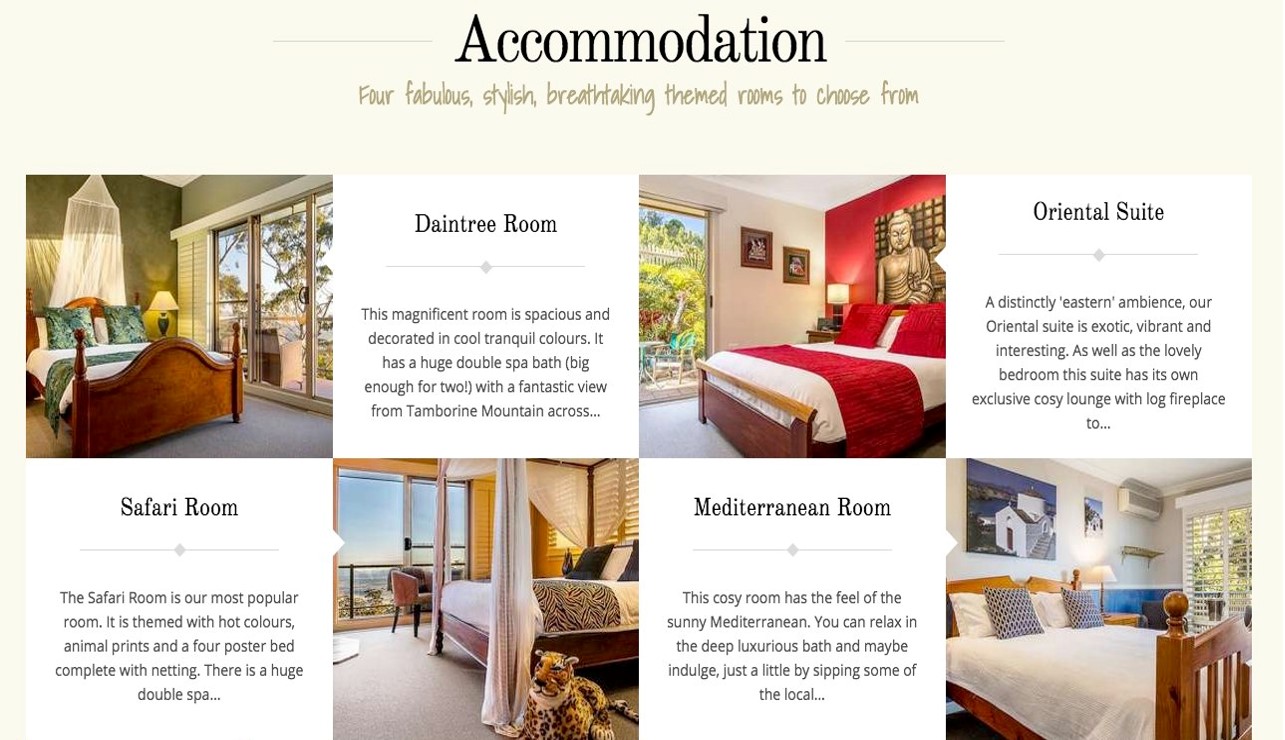 Accommodation
Four fabulous, stylish, breathtaking themed rooms to choose from
Daintree Room
This magnificent room is spacious and
decorated in cool tranquil colours. It
has a huge double spa bath (big
enough for two!) with a fantastic view
from Tamborine Mountain across...
Oriental Suite
A distinctly 'eastern' ambience, our
Oriental suite is exotic, vibrant and
interesting. As well as the lovely
bedroom this suite has its own
exclusive cosy lounge with log fireplace
to...
Safari Room
The Safari Room is our most popular
room. It is themed with hot colours,
animal prints and a four poster bed
complete with netting. There is a huge
double spa...
Mediterranean Room
This cosy room has the feel of the
sunny Mediterranean. You can relax in
the deep luxurious bath and maybe
indulge, just a little by sipping some of
the local...